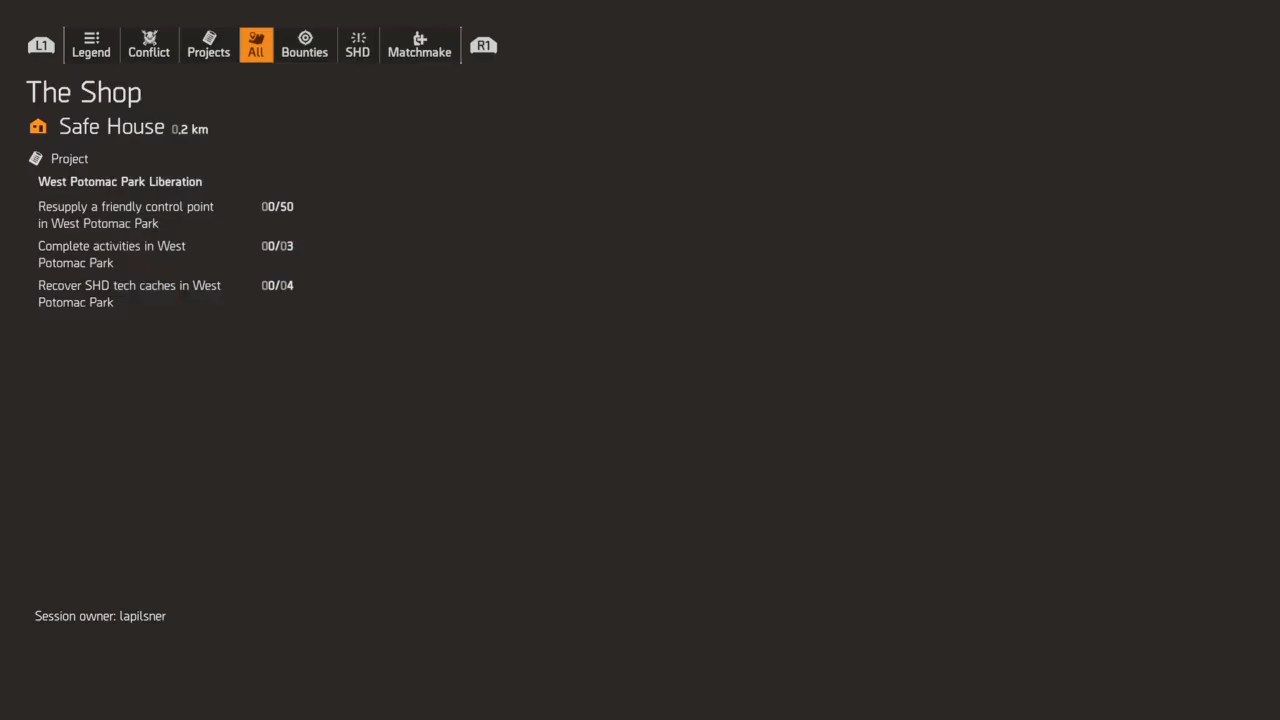 L1 Legend Conflict Projects All Bounties SHD Matchmake R1
The Shop
Safe House 0.2 km
Project
West Potomac Park Liberation
Resupply a friendly control point 00/50
in West Potomac Park
Complete activities in West 00/03
Potomac Park
Recover SHD tech caches in West 00/04
Potomac Park
Session owner: lapilsner